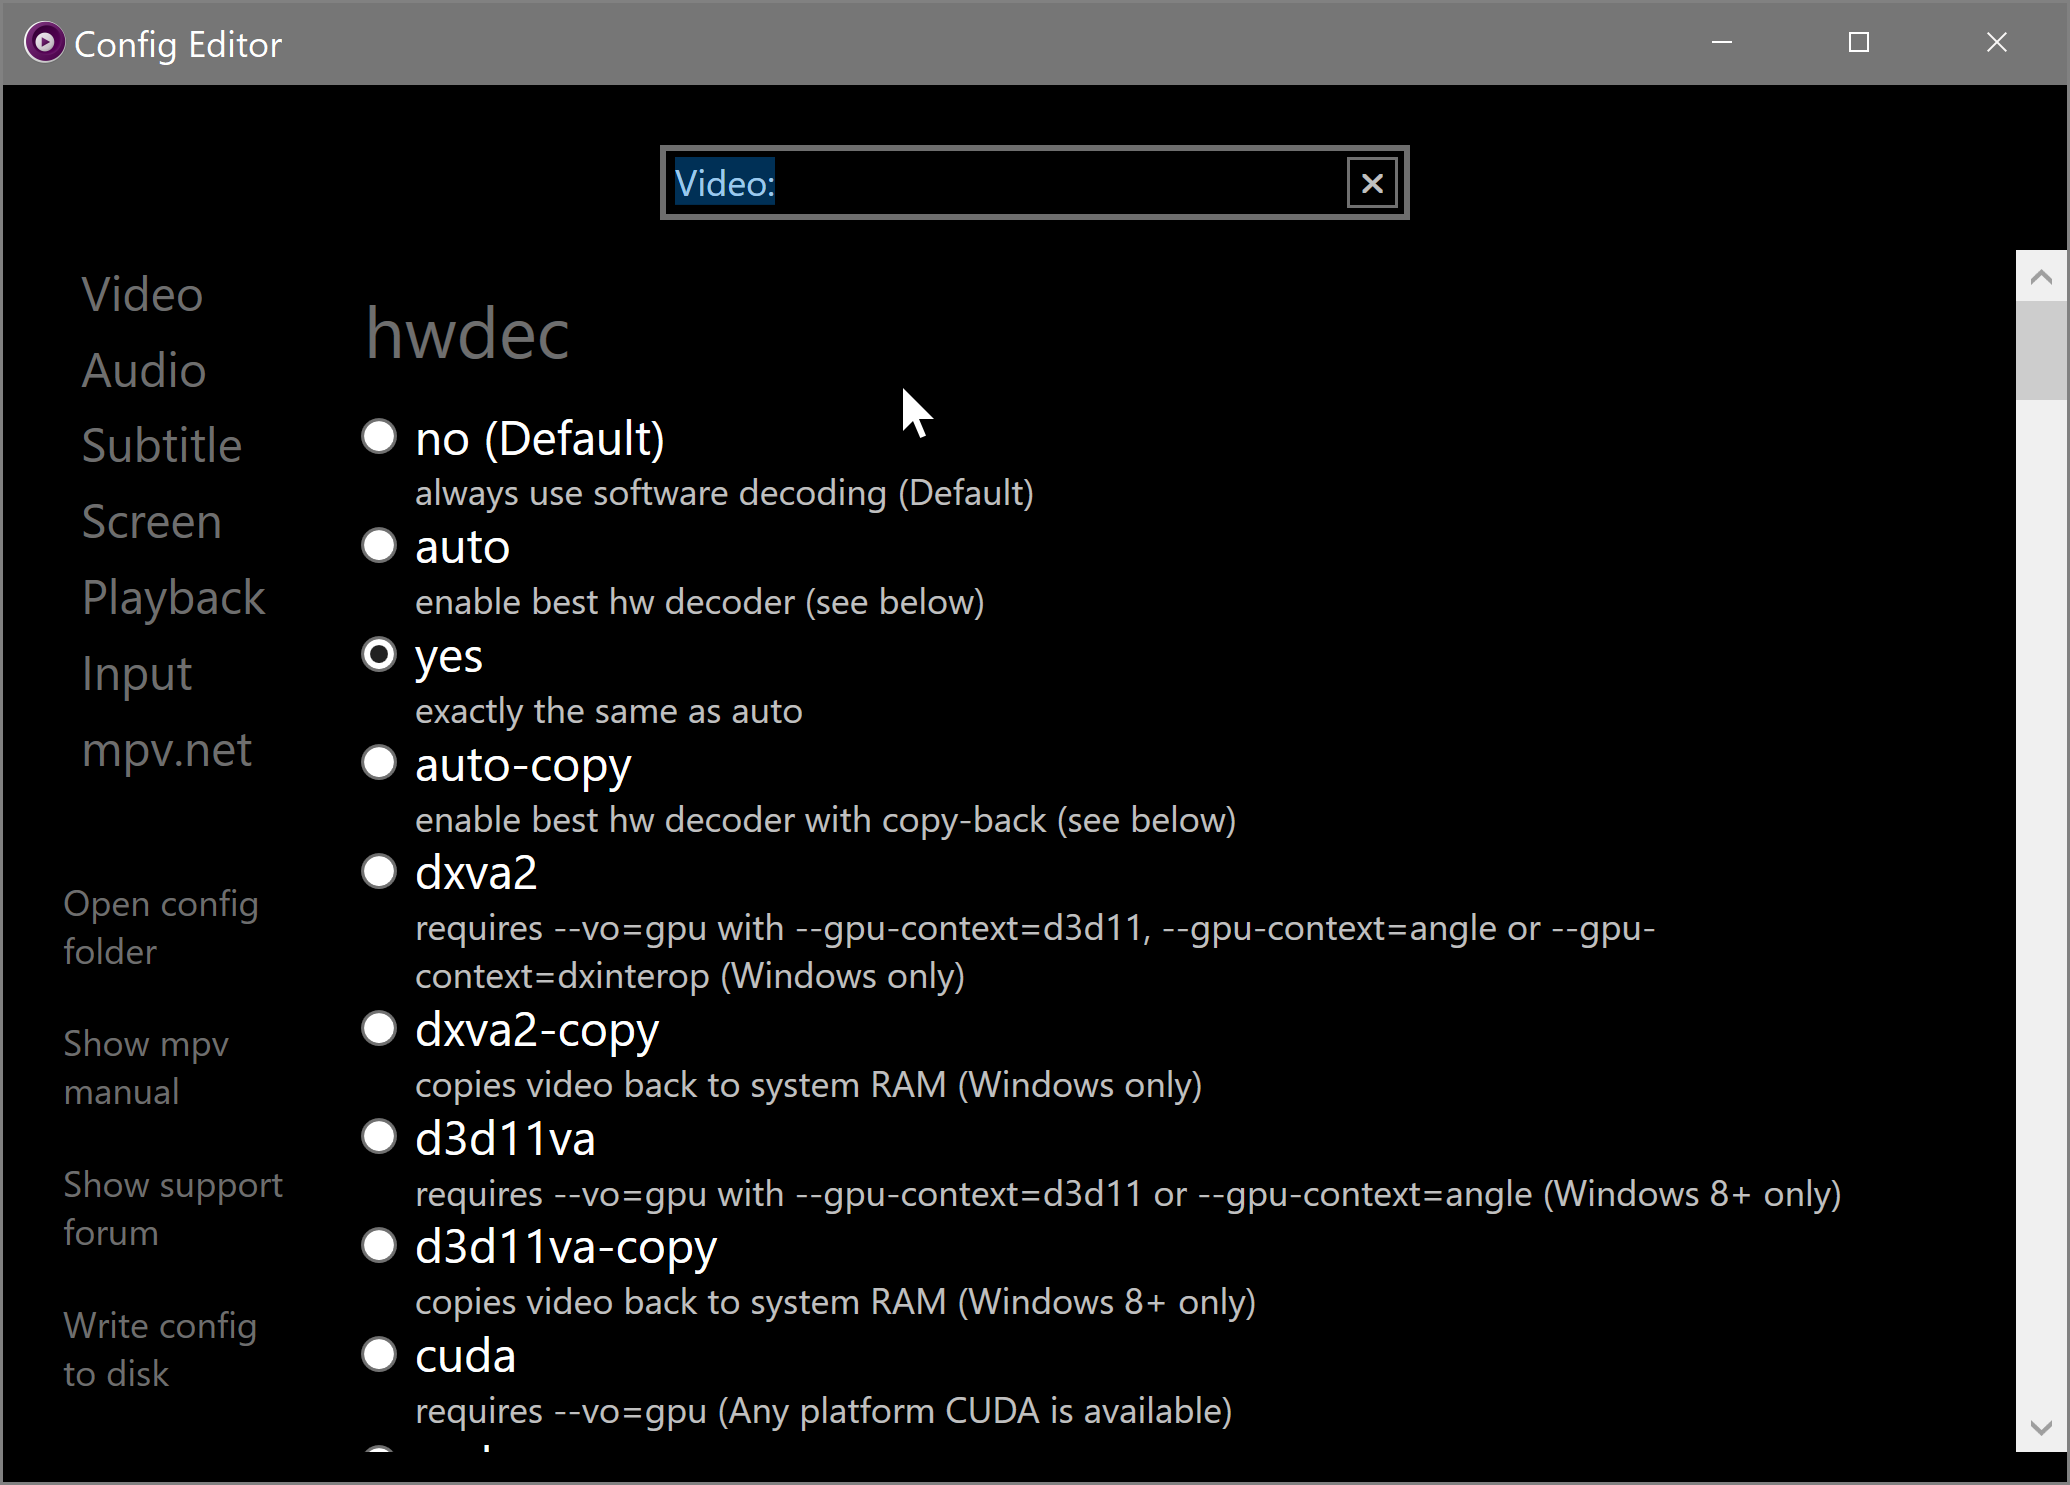 Config Editor
Video:
Video
Audio
Subtitle
Screen
Playback
Input
mpv.net
Open config
folder
Show mpv
manual
Show support
forum
Write config
to disk
hwdec
no (Default)
always use software decoding (Default)
auto
enable best hw decoder (see below)
yes
exactly the same as auto
auto-copy
enable best hw decoder with copy-back (see below)
dxva2
requires --vo=gpu with --gpu-context=d3d11, --gpu-context=angle or --gpu-
context=dxinterop (Windows only)
dxva2-copy
copies video back to system RAM (Windows only)
d3d11va
requires --vo=gpu with --gpu-context=d3d11 or --gpu-context=angle (Windows 8+ only)
d3d11va-copy
copies video back to system RAM (Windows 8+ only)
cuda
requires --vo=gpu (Any platform CUDA is available)